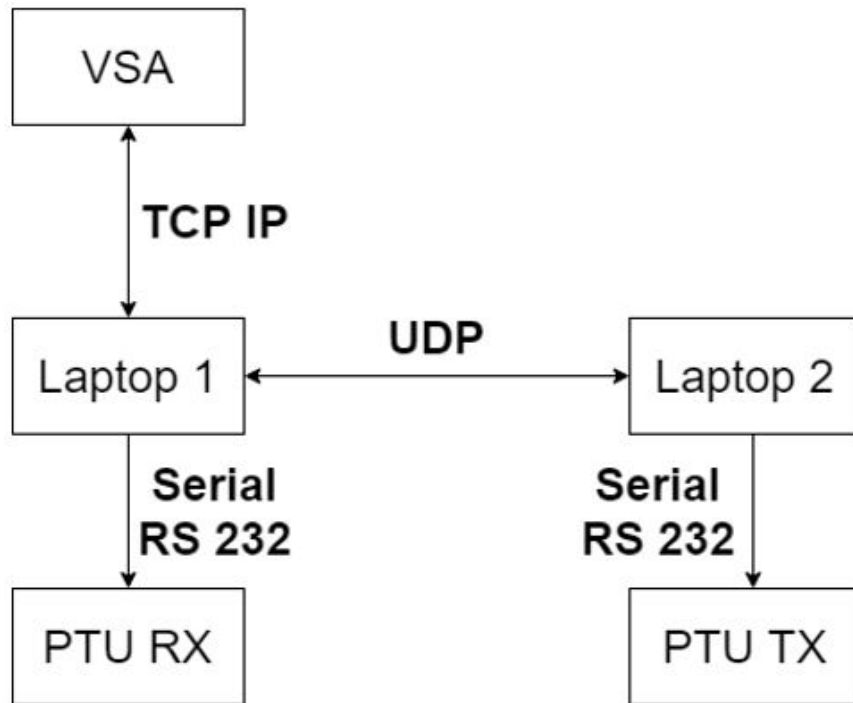 VSA
TCP IP
UDP
Laptop 1
Laptop 2
Serial
RS 232
Serial
RS 232
PTU RX
PTU TX